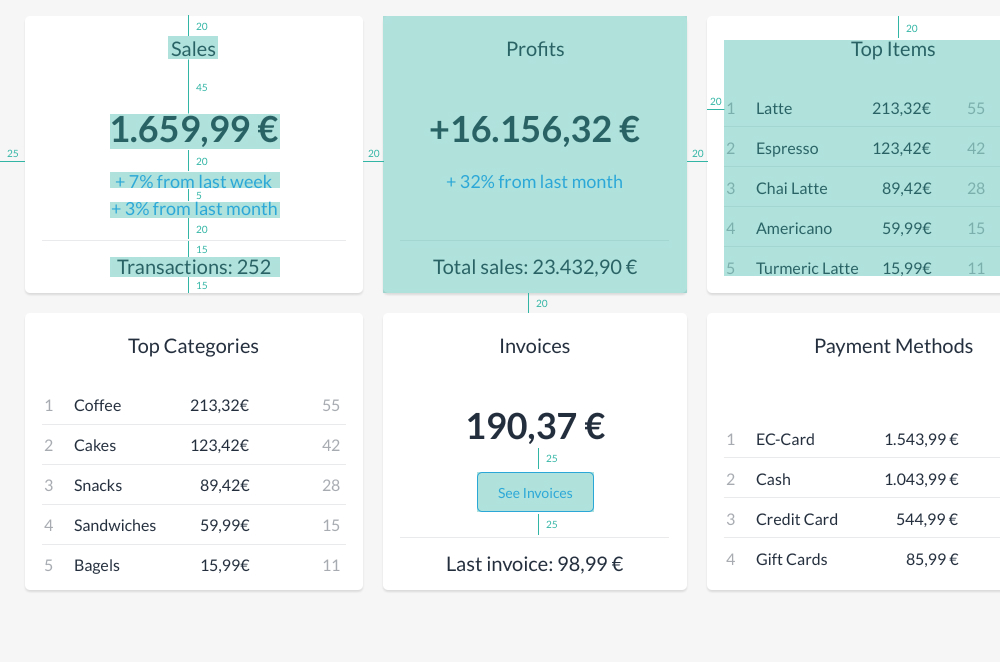 20
Sales
45
1.659,99 €
25
20
+ 7% from last week
5
+ 3% from last month
20
15
Transactions: 252
15
Profits
+16.156,32 €
20
+ 32% from last month
Total sales: 23.432,90 €
20
20
20
Top Items
20
1 Latte 213,32€ 55
2 Espresso 123,42€ 42
3 Chai Latte 89,42€ 28
4 Americano 59,99€ 15
5 Turmeric Latte 15,99€ 11
Top Categories
1 Coffee 213,32€ 55
2 Cakes 123,42€ 42
3 Snacks 89,42€ 28
4 Sandwiches 59,99€ 15
5 Bagels 15,99€ 11
Invoices
190,37 €
25
See Invoices
25
Last invoice: 98,99 €
Payment Methods
1 EC-Card 1.543,99 €
2 Cash 1.043,99 €
3 Credit Card 544,99 €
4 Gift Cards 85,99 €